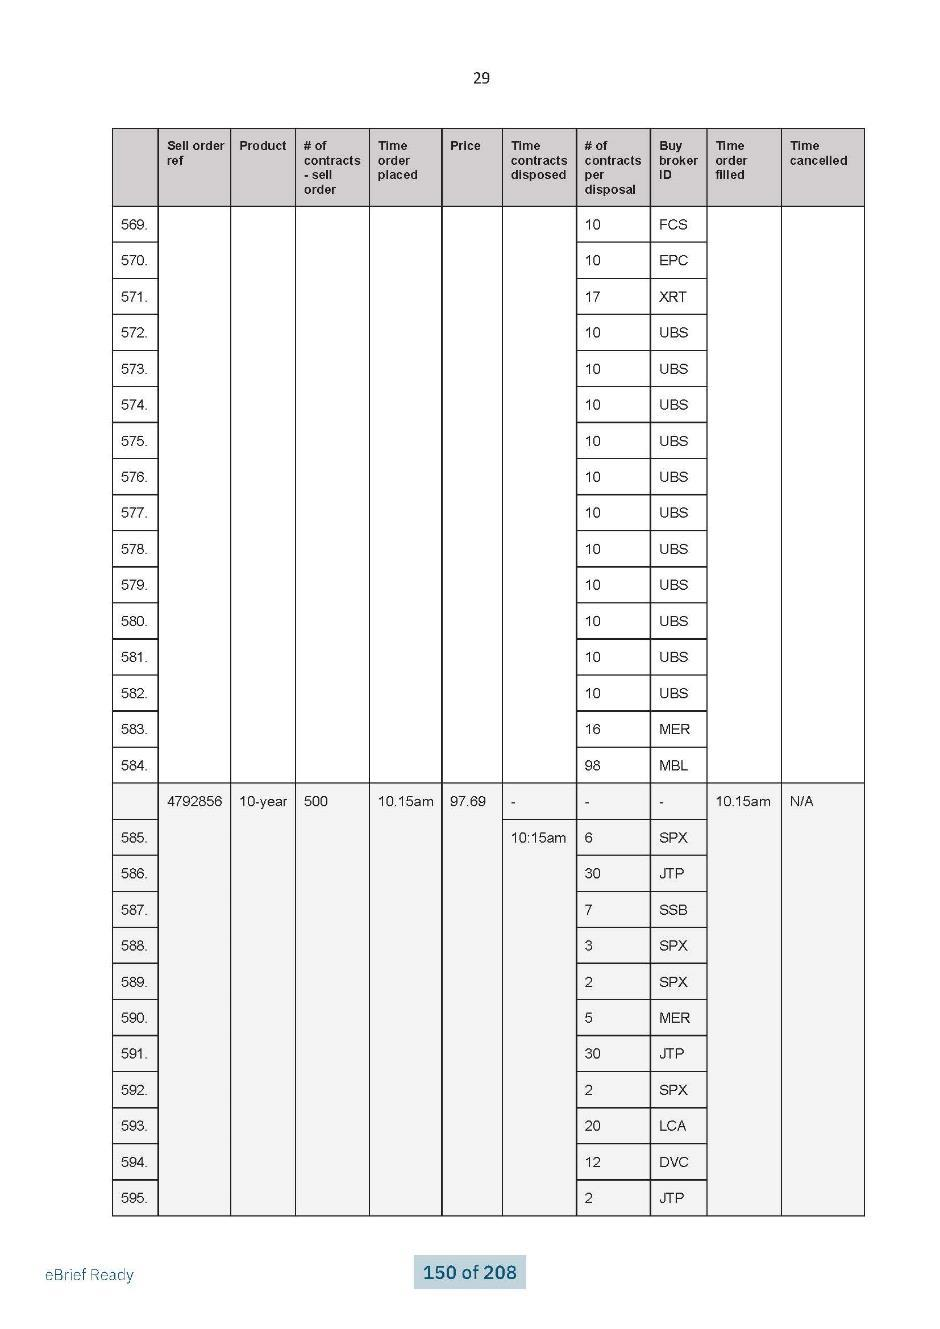 29
Sell order ref | Product | # of contracts - sell order | Time order placed | Price | Time contracts disposed | # of contracts per disposal | Buy broker ID | Time order filled | Time cancelled
569. 10 FCS
570. 10 EPC
571. 17 XRT
572. 10 UBS
573. 10 UBS
574. 10 UBS
575. 10 UBS
576. 10 UBS
577. 10 UBS
578. 10 UBS
579. 10 UBS
580. 10 UBS
581. 10 UBS
582. 10 UBS
583. 16 MER
584. 98 MBL
4792856 10-year 500 10.15am 97.69 - - - 10.15am N/A
585. 10:15am 6 SPX
586. 30 JTP
587. 7 SSB
588. 3 SPX
589. 2 SPX
590. 5 MER
591. 30 JTP
592. 2 SPX
593. 20 LCA
594. 12 DVC
595. 2 JTP
eBrief Ready
150 of 208